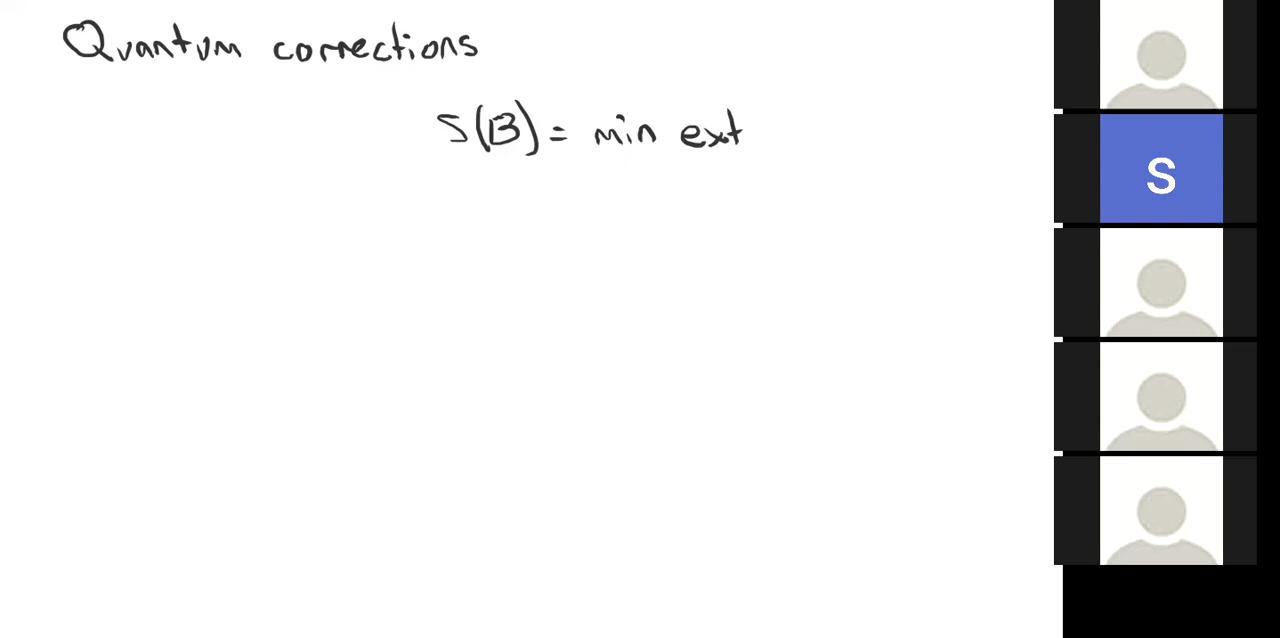 Quantum corrections
S(B) = min ext
S